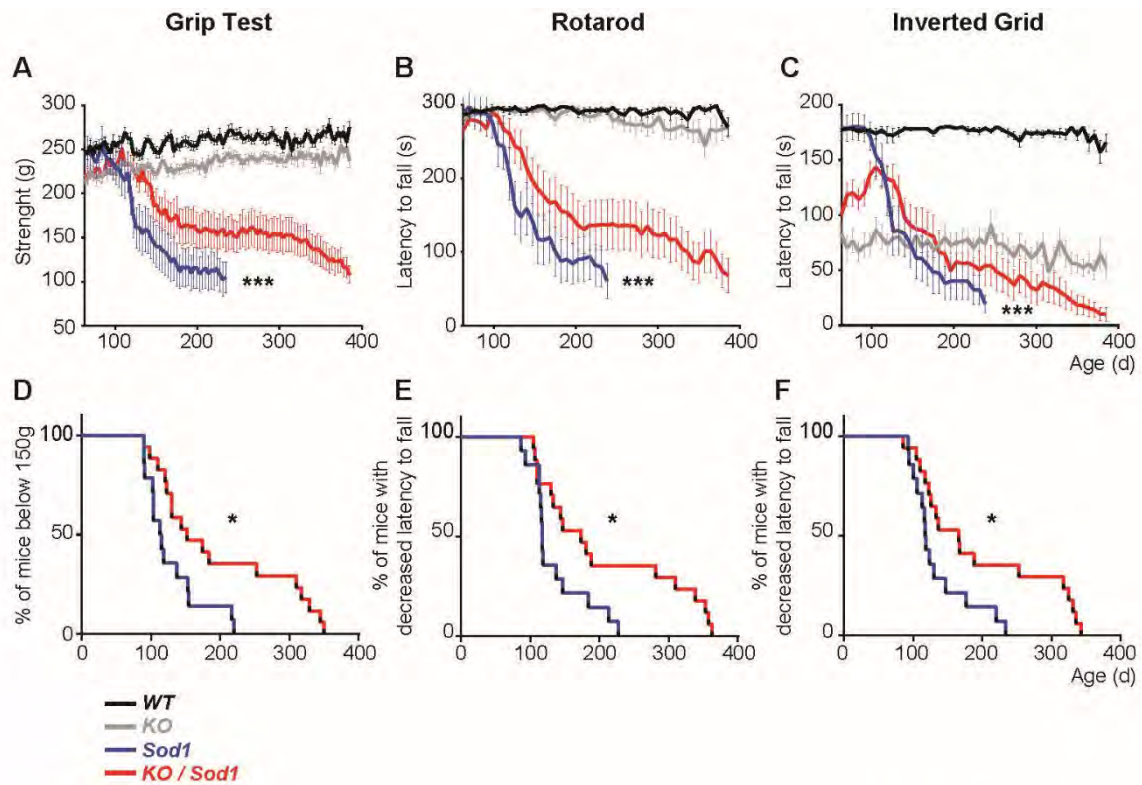 Grip Test
Rotarod
Inverted Grid
A
B
C
300
250
200
150
100
50
Strenght (g)
100
200
300
400
***
300
200
100
0
Latency to fall (s)
0
100
200
300
400
***
200
150
100
50
0
Latency to fall (s)
100
200
300
400
Age (d)
***
D
E
F
100
50
0
% of mice below 150g
0
100
200
300
400
*
100
50
0
% of mice with
decreased latency to fall
0
100
200
300
400
*
100
50
0
% of mice with
decreased latency to fall
0
100
200
300
400
Age (d)
*
WT
KO
Sod1
KO / Sod1